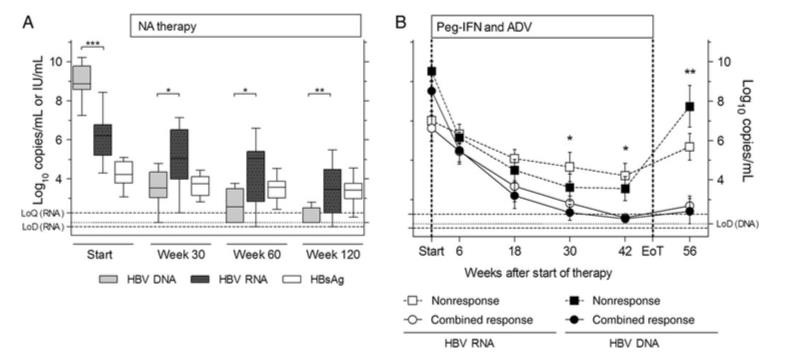 A
NA therapy
***
*
*
**
Log10 copies/mL or IU/mL
10
8
6
4
LoQ (RNA)
LoD (RNA)
Start
Week 30
Week 60
Week 120
HBV DNA
HBV RNA
HBsAg
B
Peg-IFN and ADV
*
*
**
10
8
6
4
Log10 copies/mL
LoD (DNA)
Start
6
18
30
42
EoT
56
Weeks after start of therapy
Nonresponse
Nonresponse
Combined response
Combined response
HBV RNA
HBV DNA